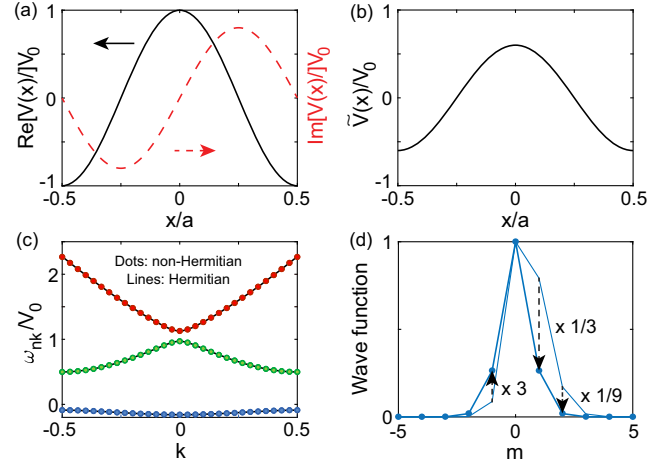 (a)
1
0
-1
-0.5
0
0.5
x/a
Re[V(x)/]V₀
Im[V(x)/]V₀
(b)
1
0
-1
-0.5
0
0.5
x/a
Ṽ(x)/V₀
(c)
Dots: non-Hermitian
Lines: Hermitian
2
1
0
-0.5
0
0.5
k
ωₙₖ/V₀
(d)
1
0.5
0
-5
0
5
m
Wave function
x 3
x 1/3
x 1/9